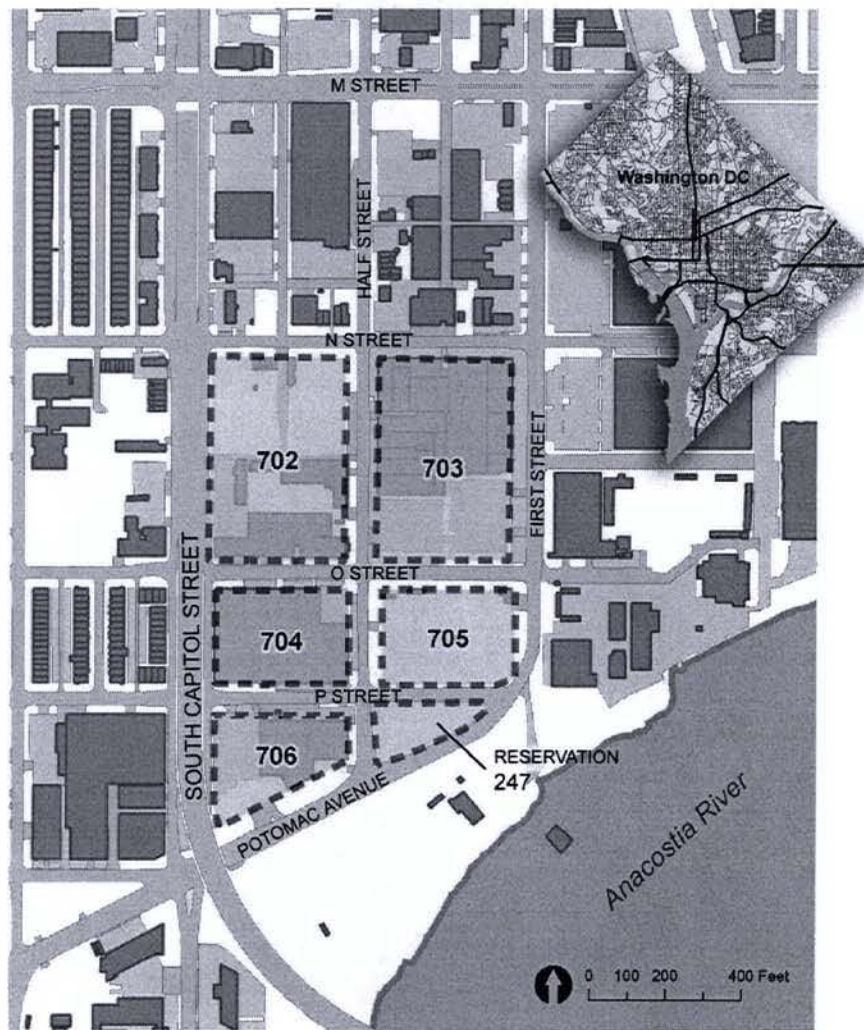 M STREET
Washington DC
HALF STREET
N STREET
702
703
FIRST STREET
O STREET
SOUTH CAPITOL STREET
704
705
P STREET
706
RESERVATION
247
POTOMAC AVENUE
Anacostia River
0 100 200 400 Feet